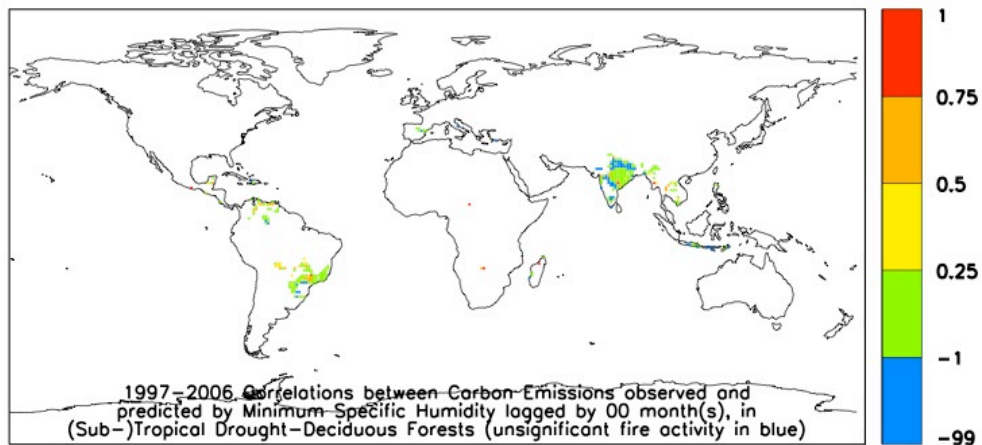 1
0.75
0.5
0.25
-1
-99
1997-2006 Correlations between Carbon Emissions observed and
predicted by Minimum Specific Humidity lagged by 00 month(s), in
(Sub-)Tropical Drought-Deciduous Forests (unsignificant fire activity in blue)